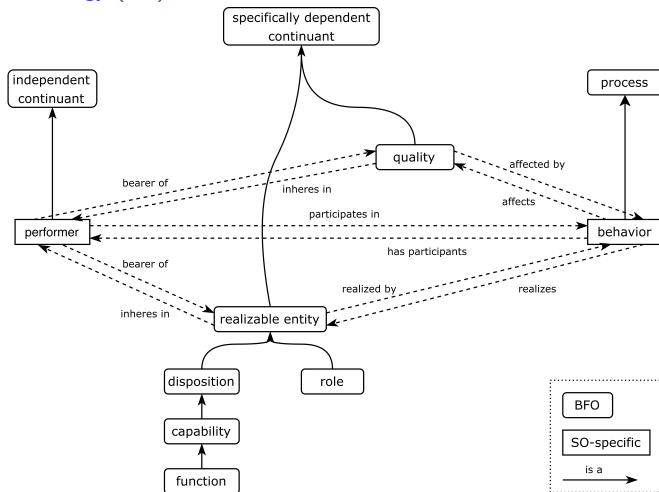 specifically dependent
continuant
independent
continuant
process
quality
affected by
bearer of
inheres in
affects
participates in
performer
behavior
has participants
bearer of
realized by
inheres in
realizes
realizable entity
disposition
role
capability
function
BFO
SO-specific
is a